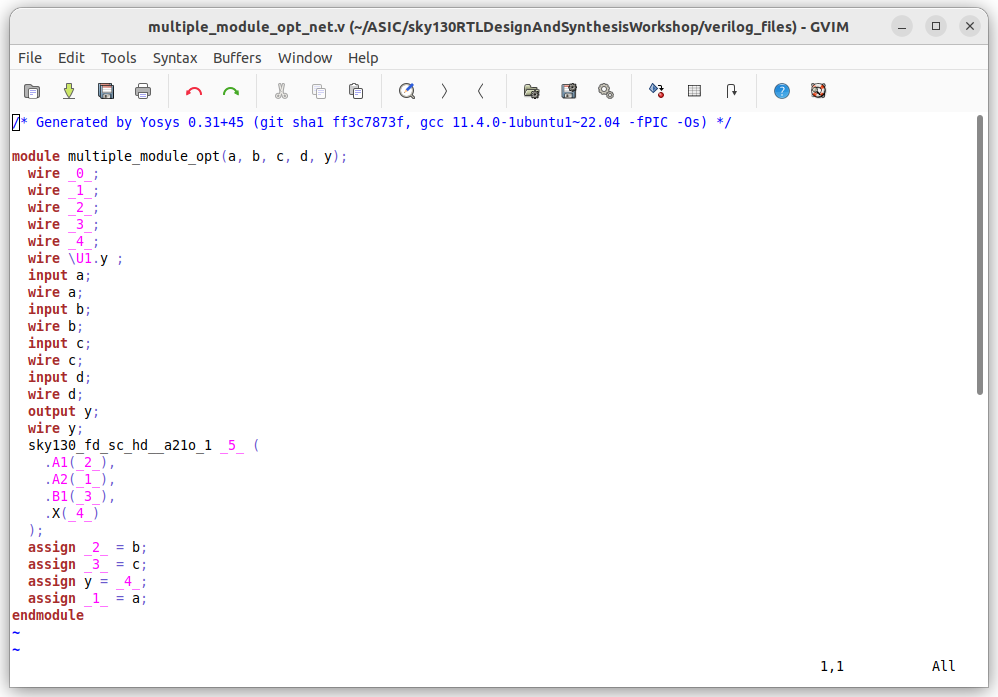 multiple_module_opt_net.v (~/ASIC/sky130RTLDesignAndSynthesisWorkshop/verilog_files) - GVIM
File Edit Tools Syntax Buffers Window Help
/* Generated by Yosys 0.31+45 (git sha1 ff3c7873f, gcc 11.4.0-1ubuntu1~22.04 -fPIC -Os) */

module multiple_module_opt(a, b, c, d, y);
  wire _0_;
  wire _1_;
  wire _2_;
  wire _3_;
  wire _4_;
  wire \U1.y ;
  input a;
  wire a;
  input b;
  wire b;
  input c;
  wire c;
  input d;
  wire d;
  output y;
  wire y;
  sky130_fd_sc_hd__a21o_1 _5_ (
    .A1(_2_),
    .A2(_1_),
    .B1(_3_),
    .X(_4_)
  );
  assign _2_ = b;
  assign _3_ = c;
  assign y = _4_;
  assign _1_ = a;
endmodule
~
~
1,1 All